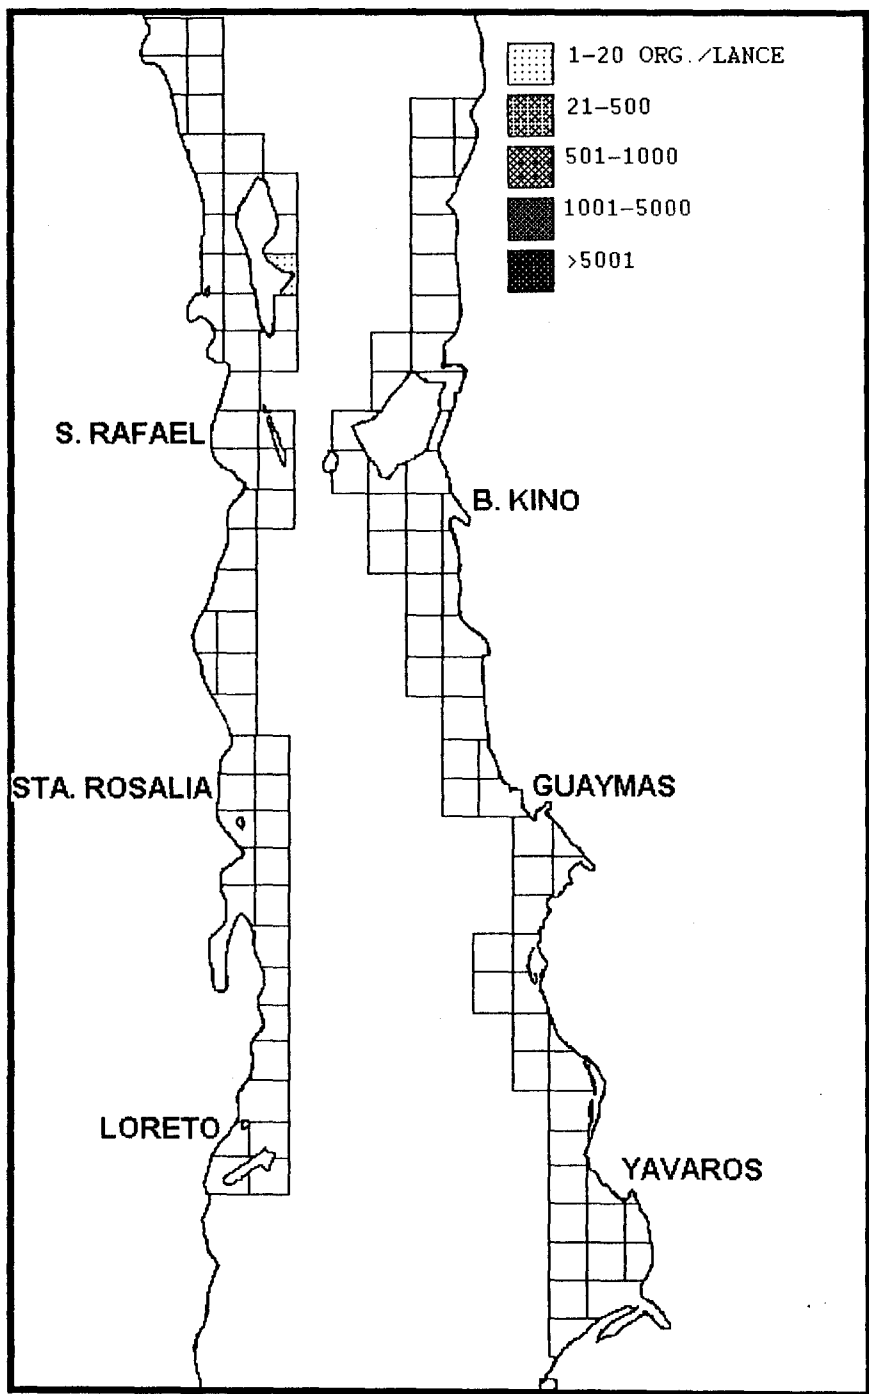 1-20 ORG./LANCE
21-500
501-1000
1001-5000
>5001
S. RAFAEL
B. KINO
STA. ROSALIA
GUAYMAS
LORETO
YAVAROS